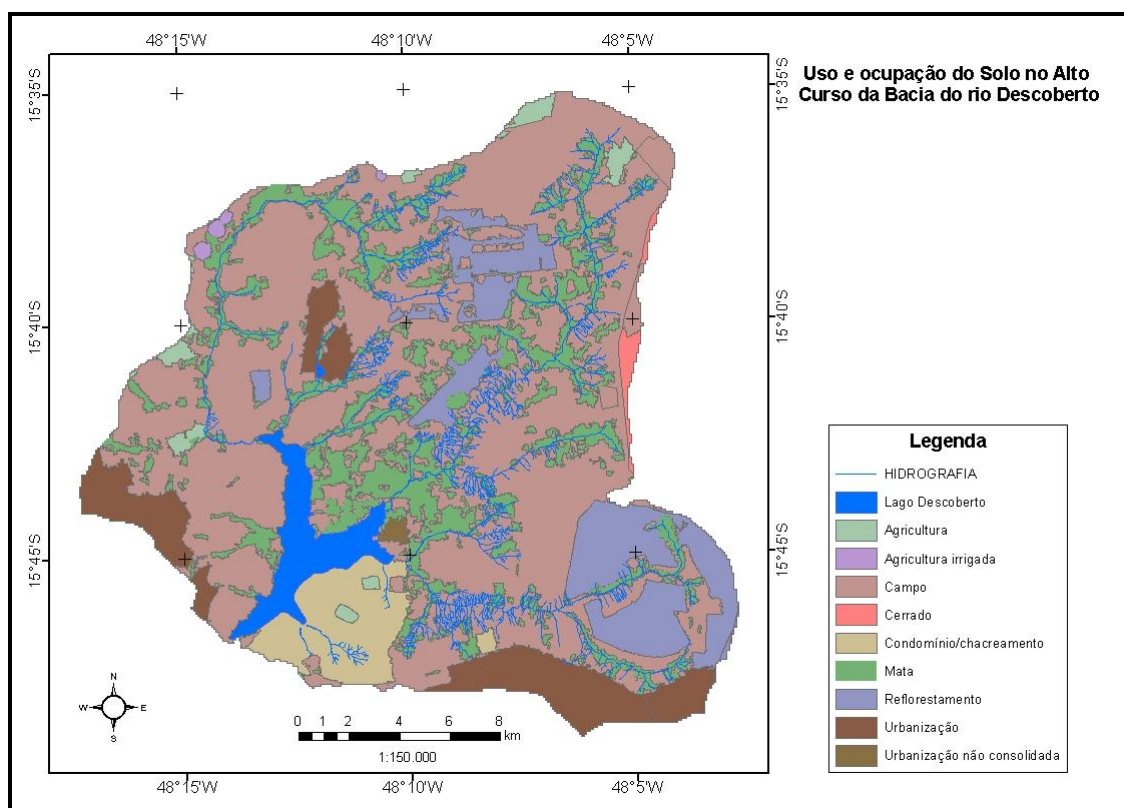 48°15'W 48°10'W 48°5'W
Uso e ocupação do Solo no Alto
Curso da Bacia do rio Descoberto
15°35'S 15°35'S
15°40'S 15°40'S
15°45'S 15°45'S
Legenda
HIDROGRAFIA
Lago Descoberto
Agricultura
Agricultura irrigada
Campo
Cerrado
Condomínio/chacreamento
Mata
Reflorestamento
Urbanização
Urbanização não consolidada
N
W E
S
0 1 2 4 6 8
km
1:150.000
48°15'W 48°10'W 48°5'W